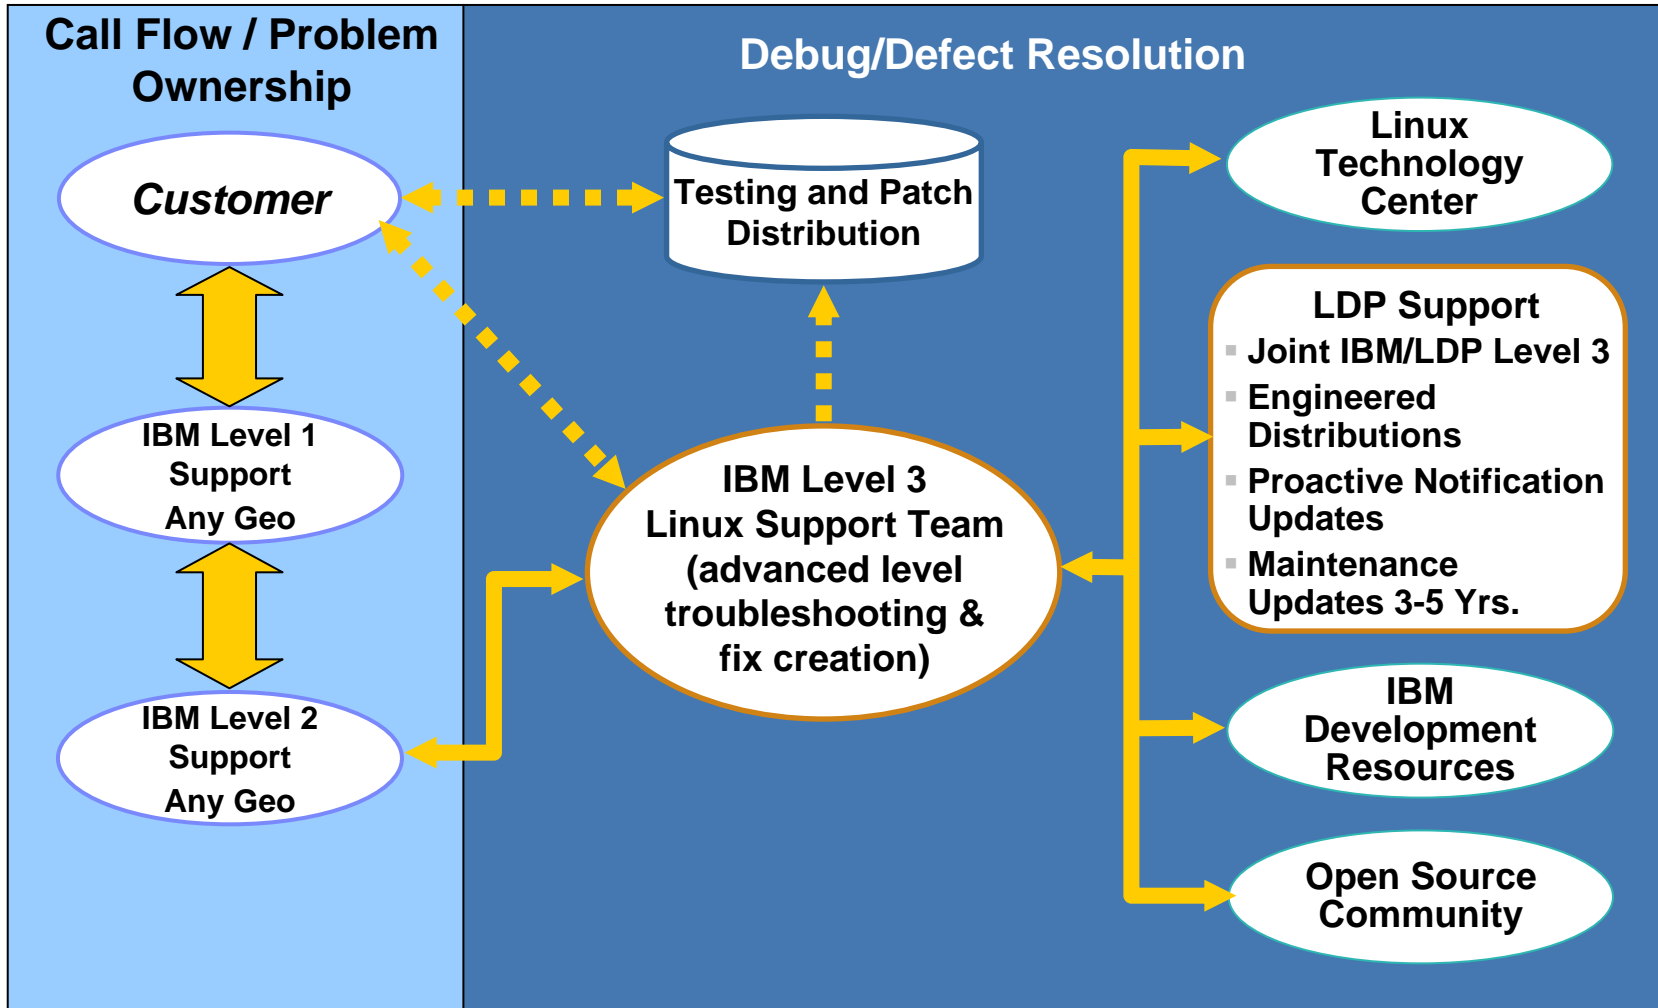 Call Flow / Problem
Ownership
Debug/Defect Resolution
Customer
Testing and Patch
Distribution
Linux
Technology
Center
LDP Support
▪ Joint IBM/LDP Level 3
▪ Engineered
Distributions
▪ Proactive Notification
Updates
▪ Maintenance
Updates 3-5 Yrs.
IBM Level 1
Support
Any Geo
IBM Level 3
Linux Support Team
(advanced level
troubleshooting &
fix creation)
IBM Level 2
Support
Any Geo
IBM
Development
Resources
Open Source
Community